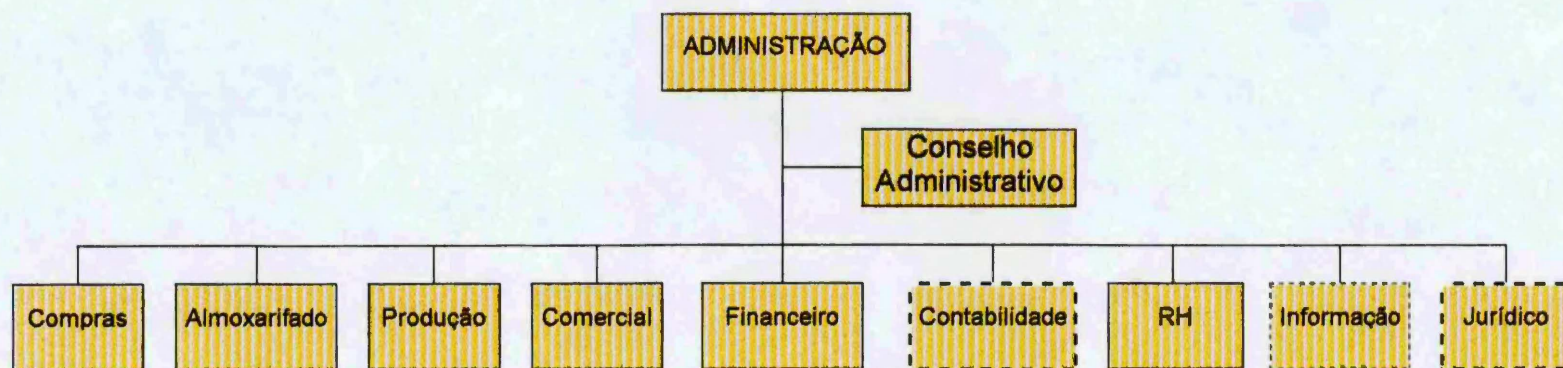 ADMINISTRAÇÃO
Conselho
Administrativo
Compras
Almoxarifado
Produção
Comercial
Financeiro
Contabilidade
RH
Informação
Jurídico